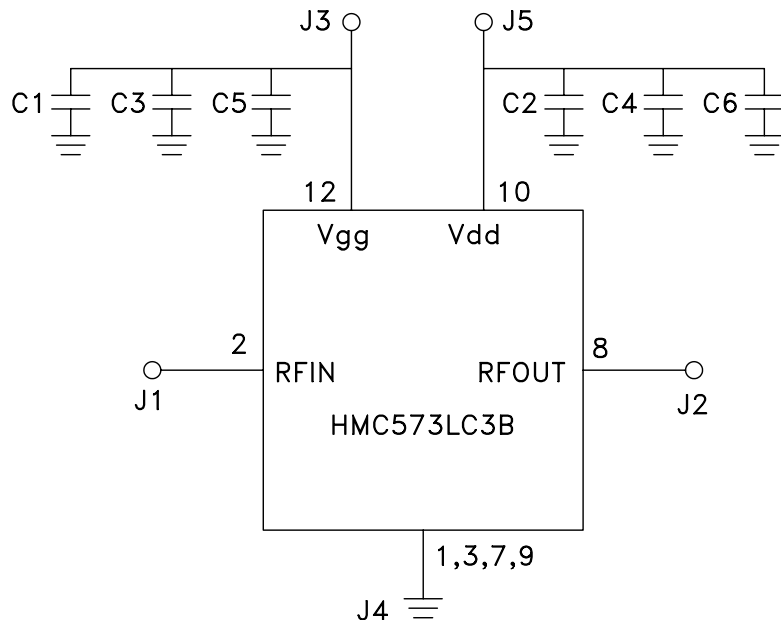 J3 J5
C1 C3 C5 C2 C4 C6
12 10
Vgg Vdd
2 8
RFIN RFOUT
J1 J2
HMC573LC3B
1,3,7,9
J4